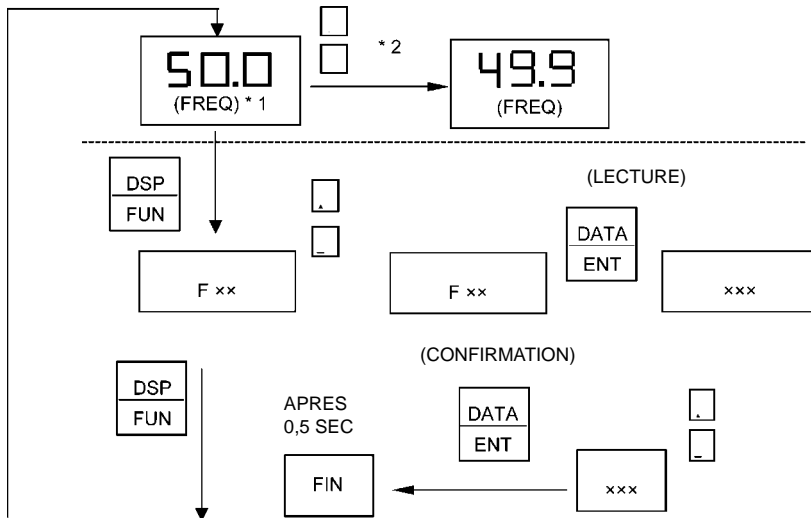 50.0
(FREQ) * 1
* 2
49.9
(FREQ)
(LECTURE)
DSP
FUN
DATA
ENT
F ××
F ××
×××
(CONFIRMATION)
DSP
FUN
APRES
0,5 SEC
DATA
ENT
FIN
×××